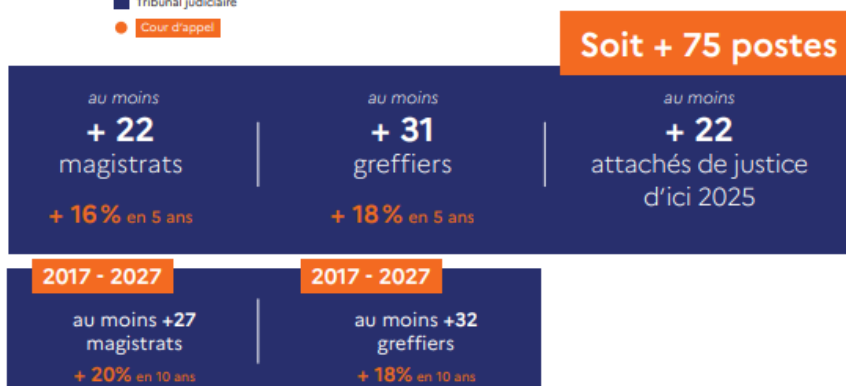 Tribunal judiciaire
Cour d'appel
Soit + 75 postes
au moins
+ 22
magistrats
+ 16 % en 5 ans
au moins
+ 31
greffiers
+ 18 % en 5 ans
au moins
+ 22
attachés de justice
d'ici 2025
2017 - 2027
au moins +27
magistrats
+ 20% en 10 ans
2017 - 2027
au moins +32
greffiers
+ 18% en 10 ans